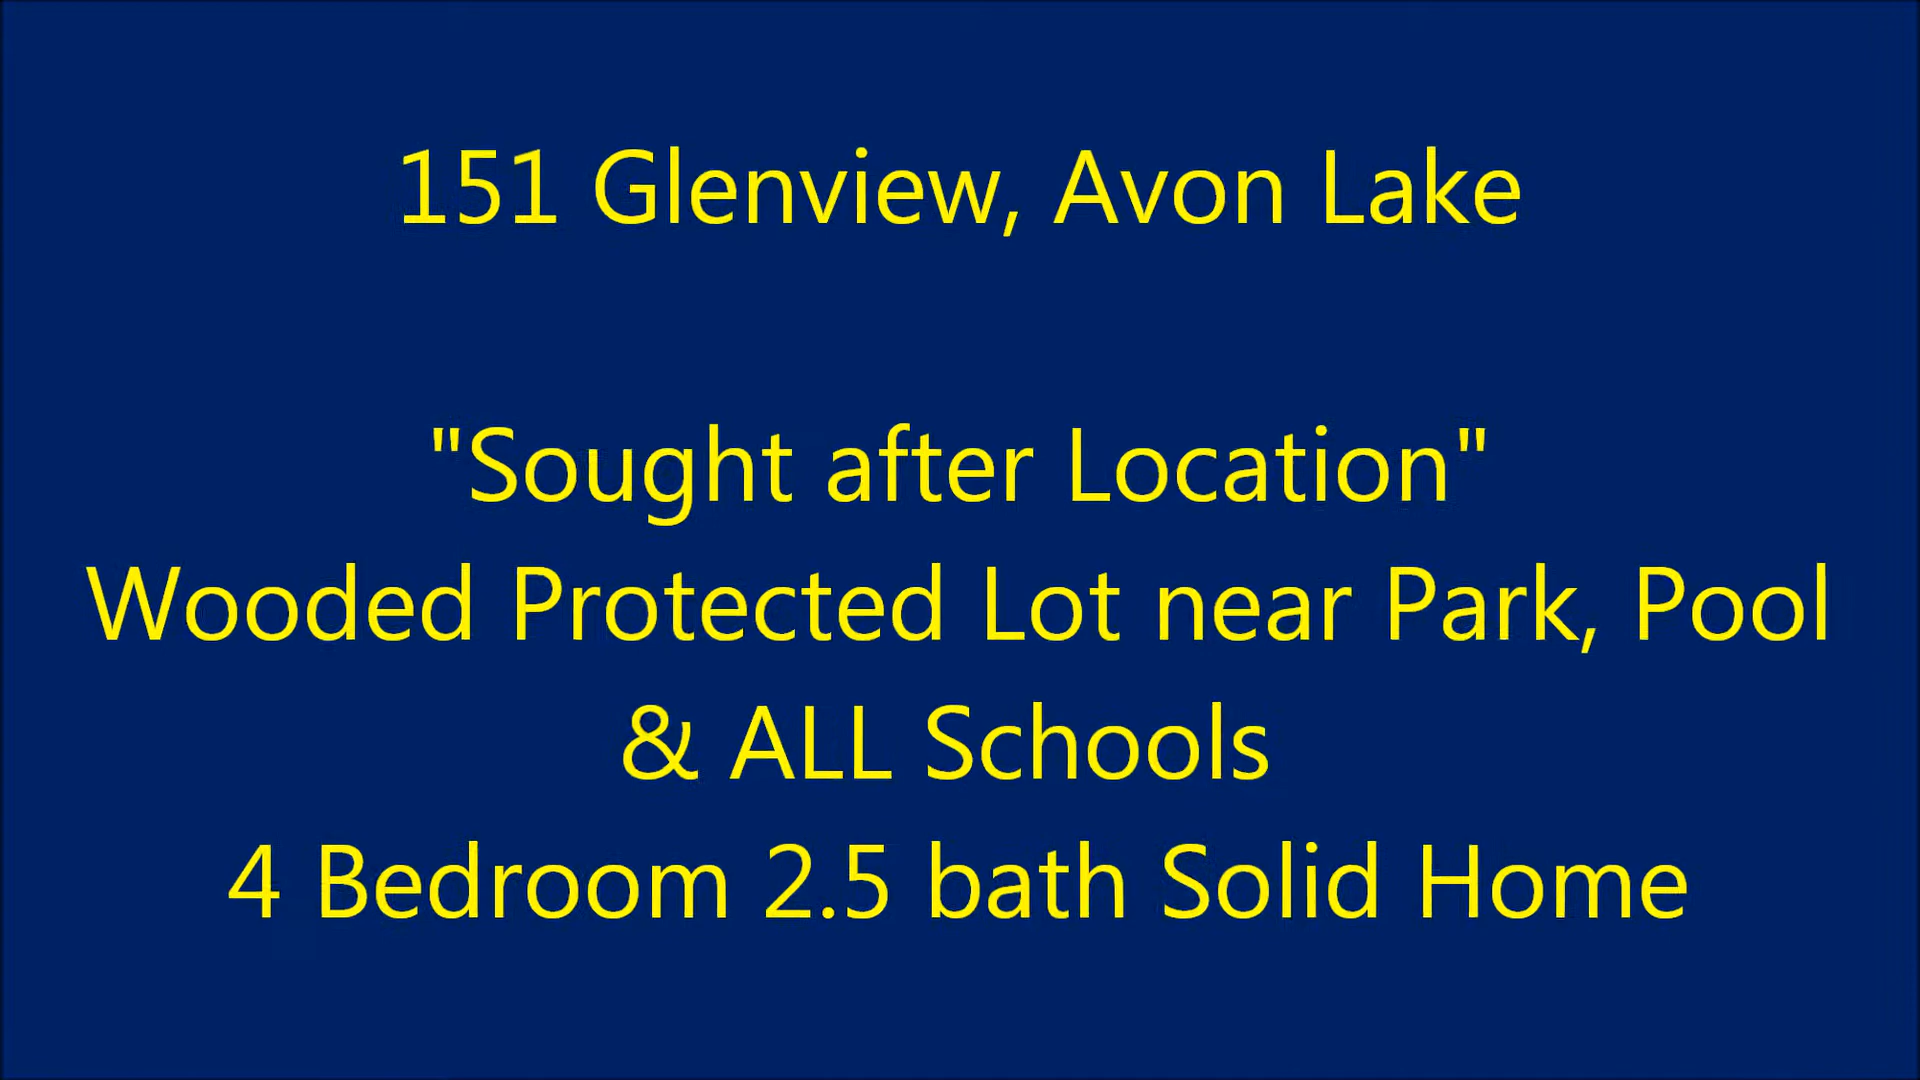 151 Glenview, Avon Lake
"Sought after Location"
Wooded Protected Lot near Park, Pool
& ALL Schools
4 Bedroom 2.5 bath Solid Home